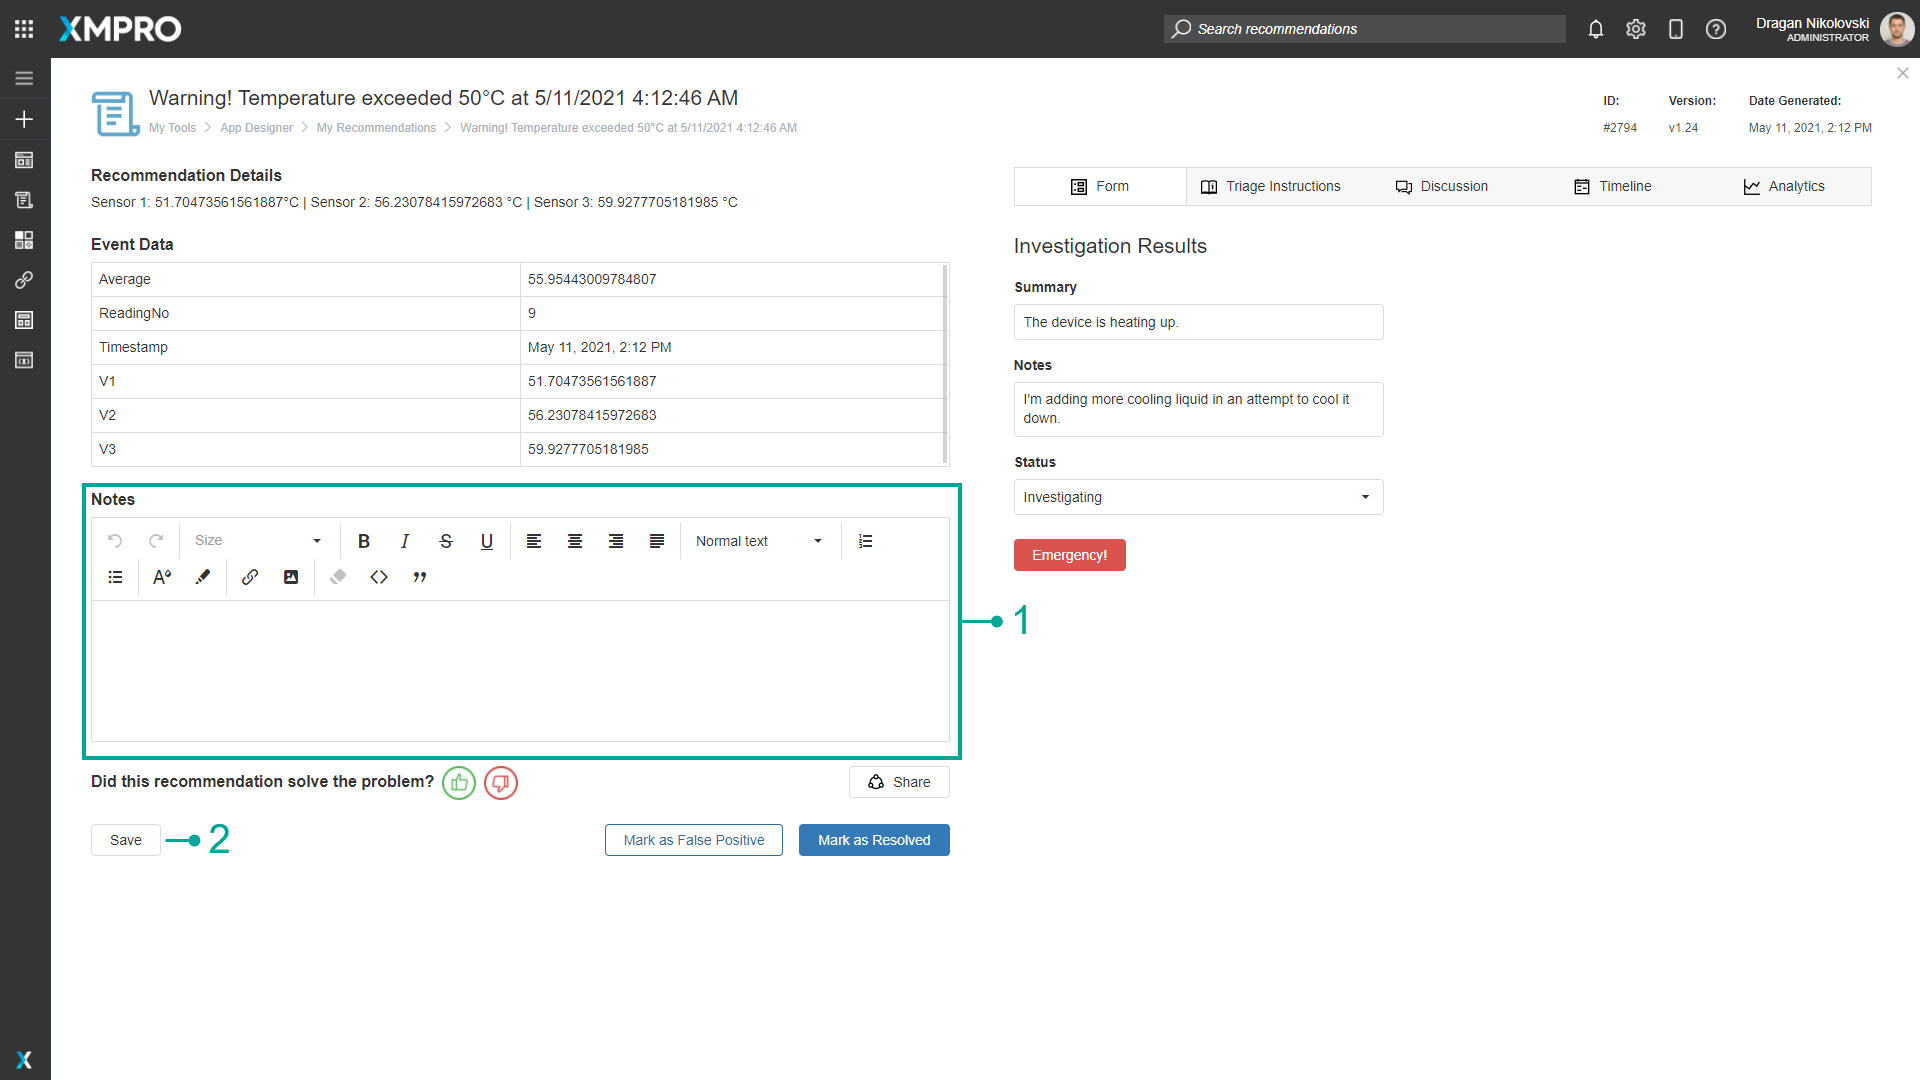 XMPRO
Search recommendations
Dragan Nikolovski
ADMINISTRATOR
Warning! Temperature exceeded 50°C at 5/11/2021 4:12:46 AM
My Tools > App Designer > My Recommendations > Warning! Temperature exceeded 50°C at 5/11/2021 4:12:46 AM
ID: Version: Date Generated:
#2794 v1.24 May 11, 2021, 2:12 PM
Recommendation Details
Sensor 1: 51.70473561561887°C | Sensor 2: 56.23078415972683 °C | Sensor 3: 59.9277705181985 °C
Event Data
Average 55.95443009784807
ReadingNo 9
Timestamp May 11, 2021, 2:12 PM
V1 51.70473561561887
V2 56.23078415972683
V3 59.9277705181985
Notes
Size B I S U Normal text
1
Did this recommendation solve the problem? Share
Save 2 Mark as False Positive Mark as Resolved
Form Triage Instructions Discussion Timeline Analytics
Investigation Results
Summary
The device is heating up.
Notes
I'm adding more cooling liquid in an attempt to cool it
down.
Status
Investigating
Emergency!